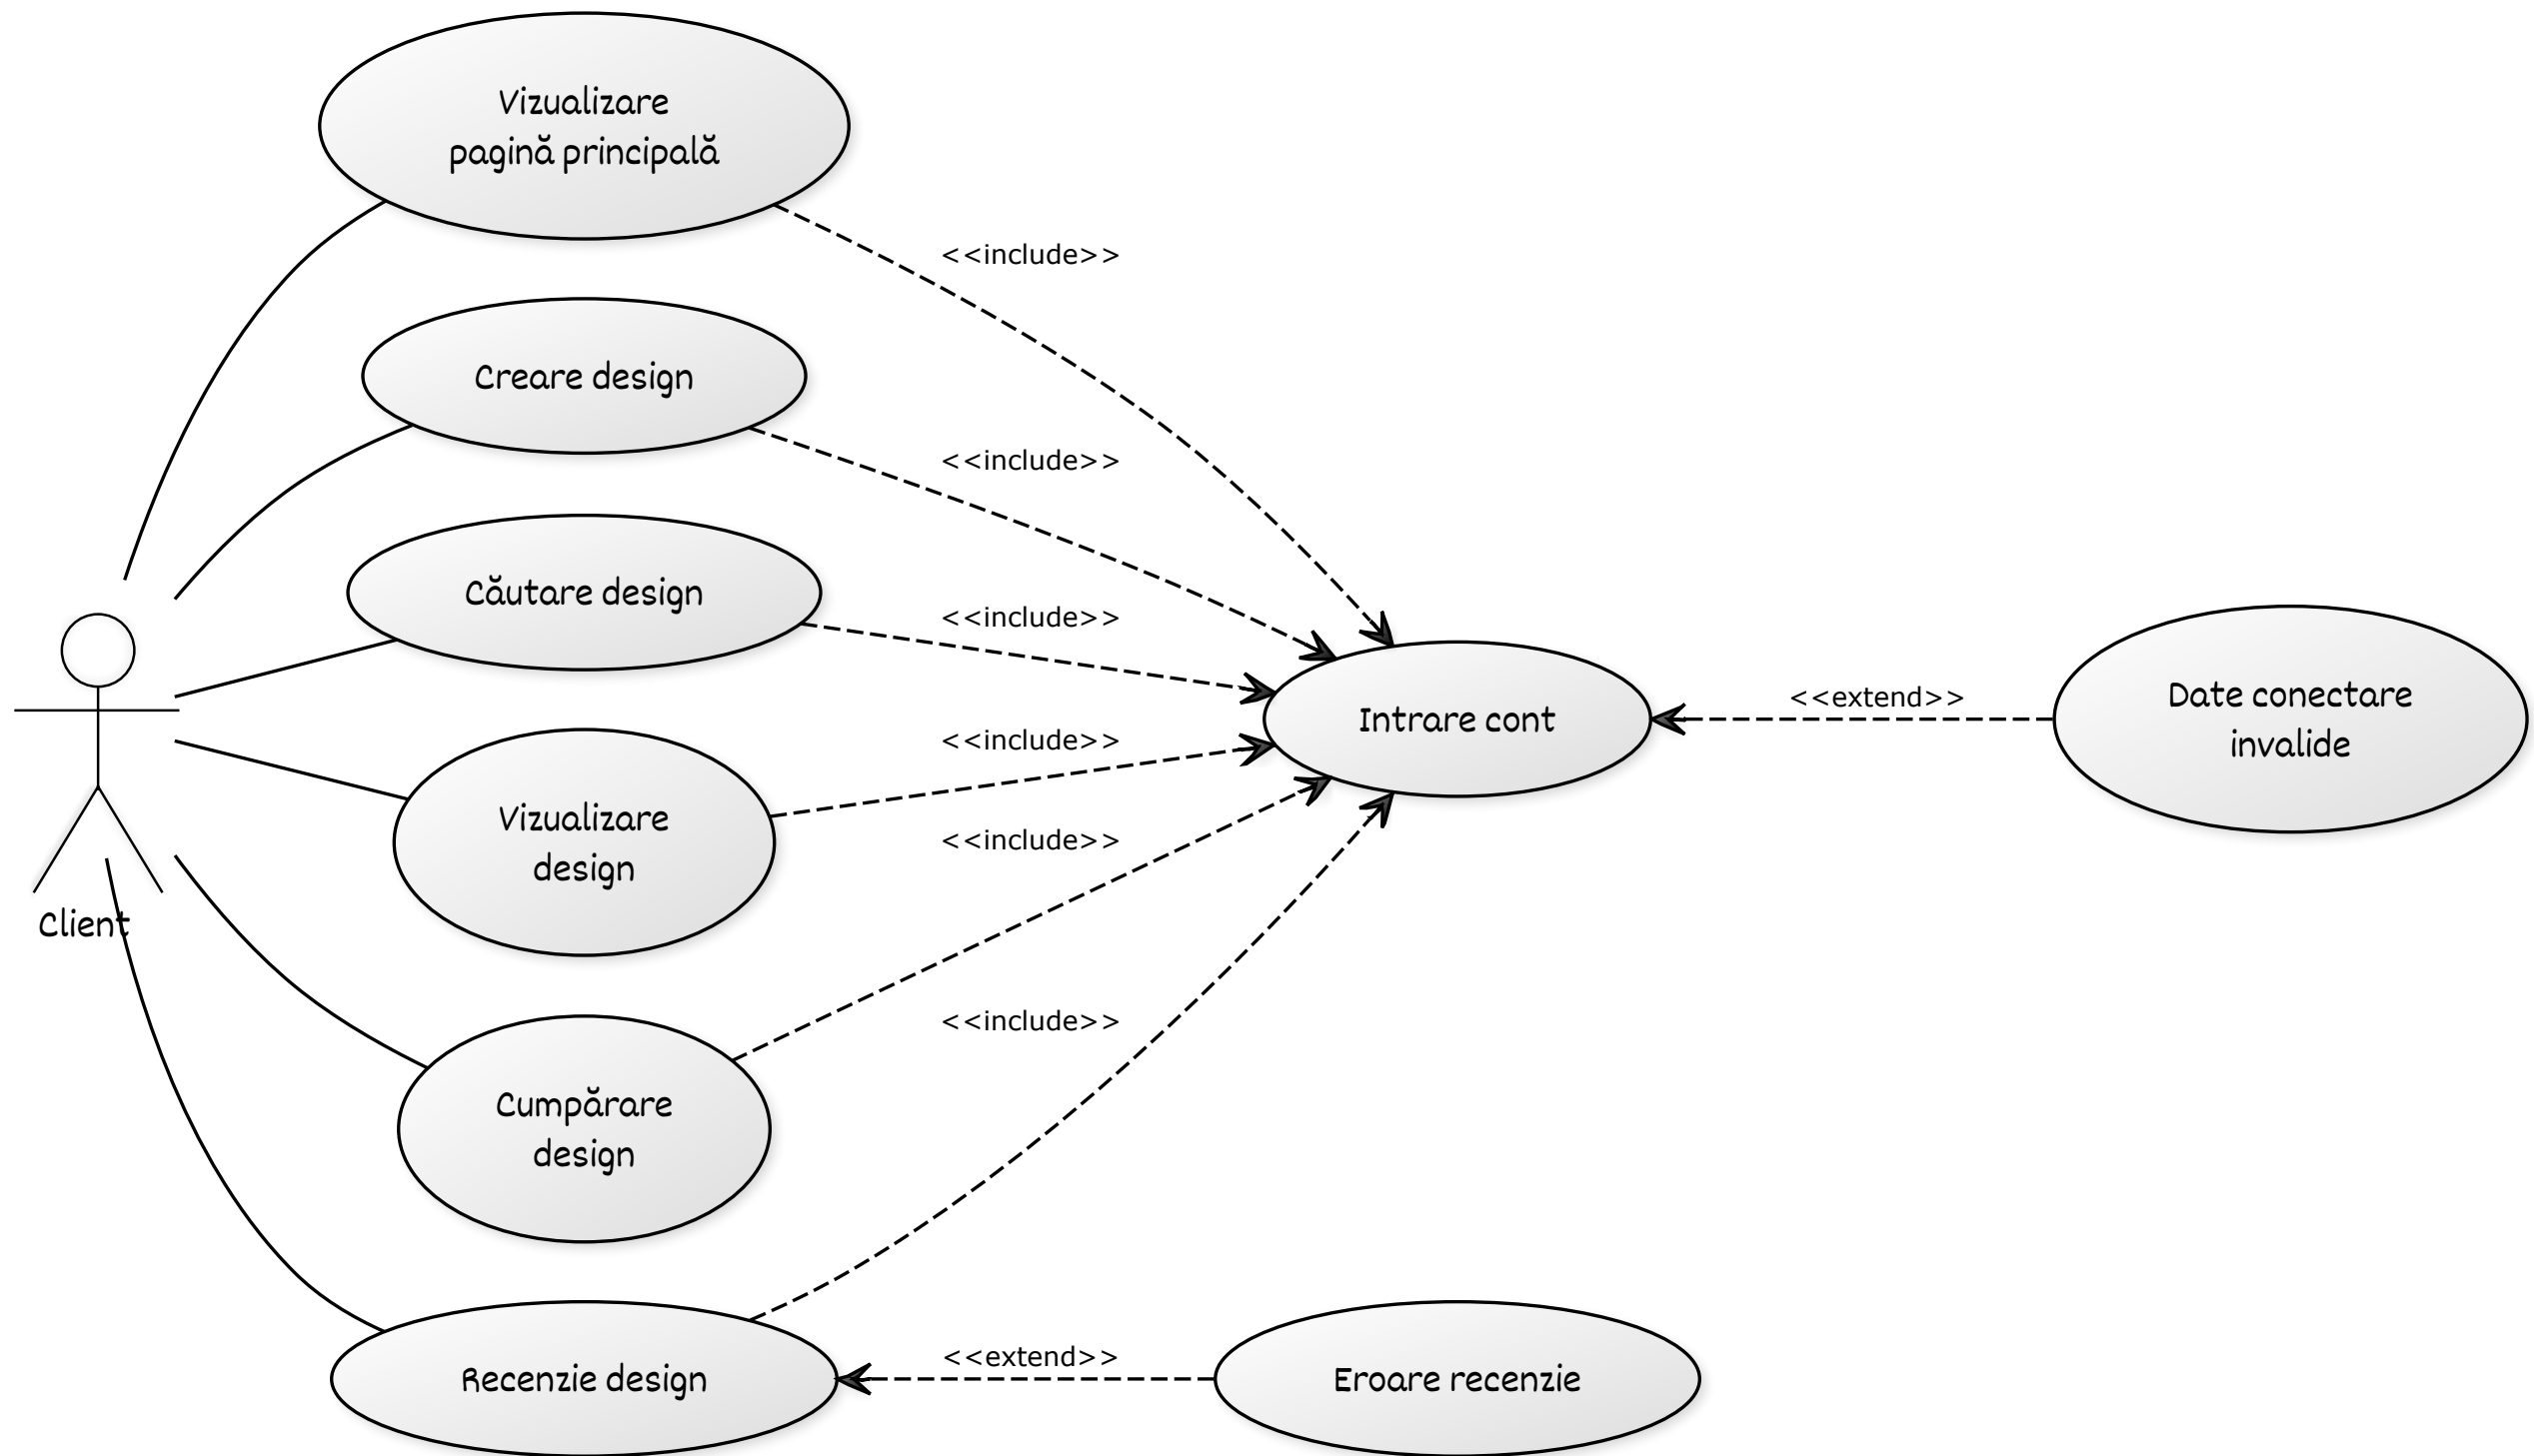 Vizualizare
pagină principală
<<include>>
Creare design
<<include>>
Căutare design
<<include>>
Intrare cont
<<extend>>
Date conectare
invalide
<<include>>
Vizualizare
design
<<include>>
Client
<<include>>
Cumpărare
design
Recenzie design
<<extend>>
Eroare recenzie